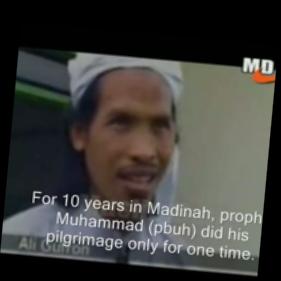 MD
For 10 years in Madinah, proph
Muhammad (pbuh) did his
Ali Gufron
pilgrimage only for one time.